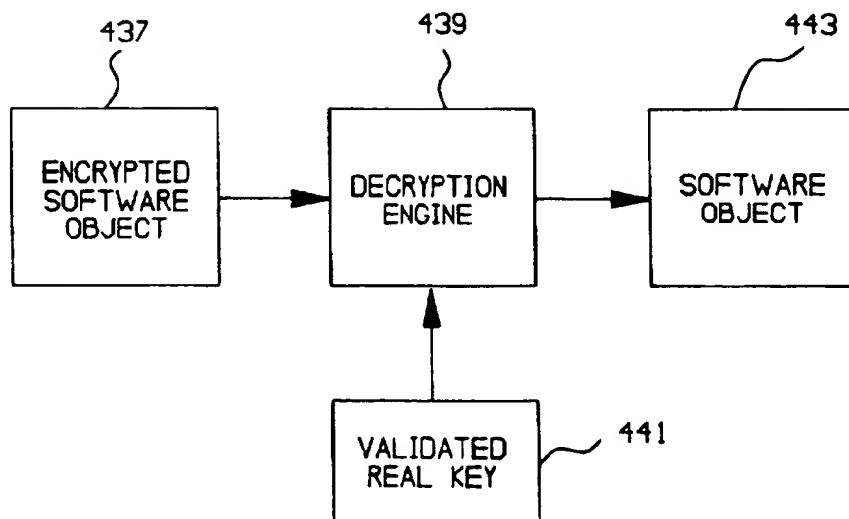 437
439
443
ENCRYPTED
SOFTWARE
OBJECT
DECRYPTION
ENGINE
SOFTWARE
OBJECT
VALIDATED
REAL KEY
441